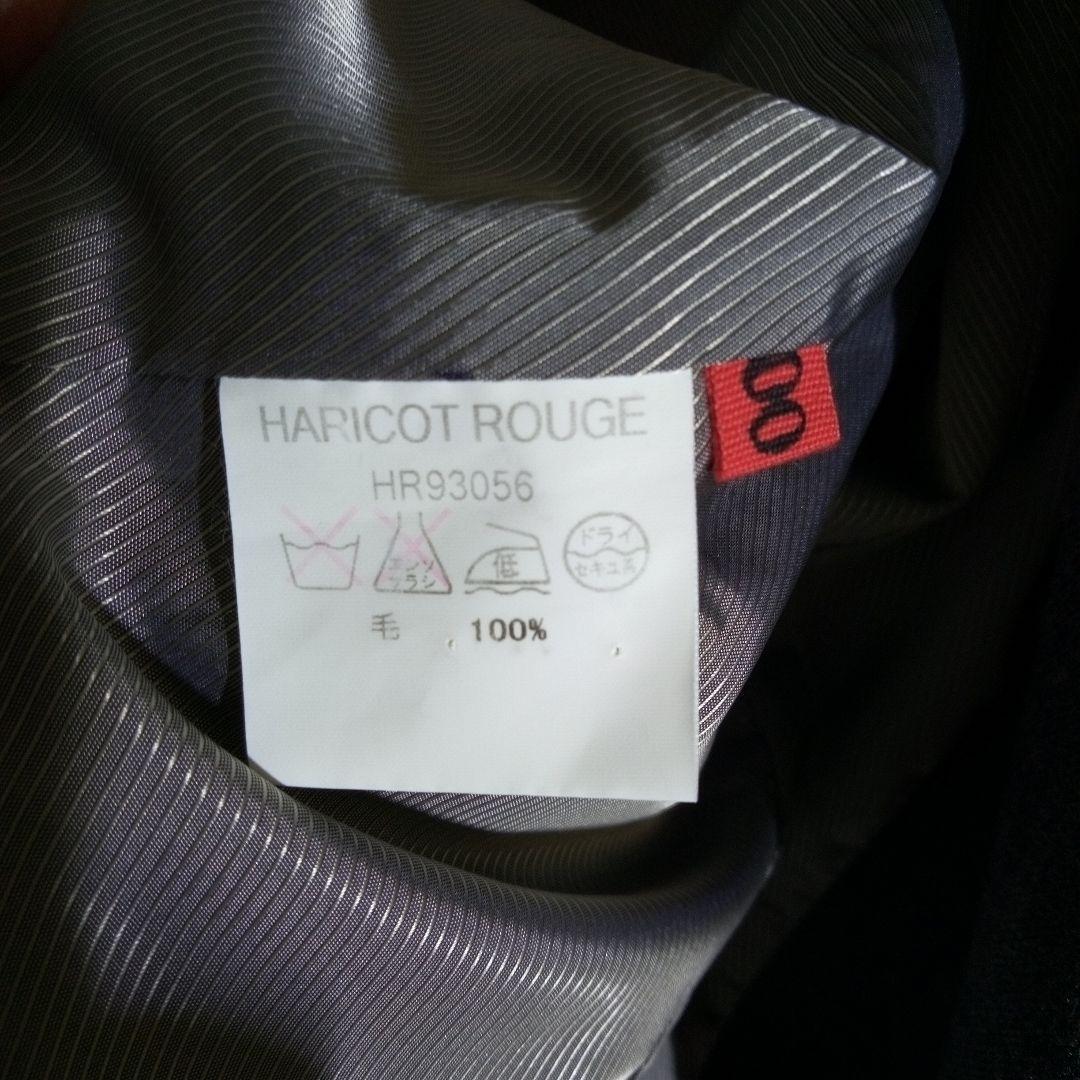 HARICOT ROUGE
HR93056
エンソ
サラシ
低
ドライ
セキユ系
毛 100%
00